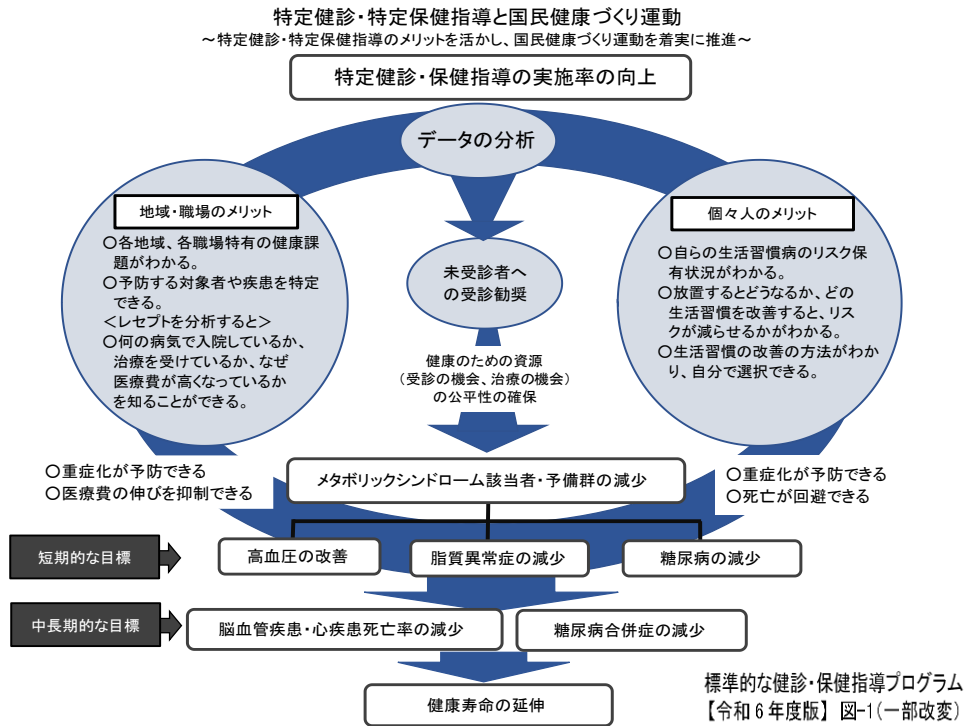 特定健診・特定保健指導と国民健康づくり運動
～特定健診・特定保健指導のメリットを活かし、国民健康づくり運動を着実に推進～
特定健診・保健指導の実施率の向上
データの分析
地域・職場のメリット
○各地域、各職場特有の健康課
題がわかる。
○予防する対象者や疾患を特定
できる。
＜レセプトを分析すると＞
○何の病気で入院しているか、
治療を受けているか、なぜ
医療費が高くなっているか
を知ることができる。
未受診者へ
の受診勧奨
個々人のメリット
○自らの生活習慣病のリスク保
有状況がわかる。
○放置するとどうなるか、どの
生活習慣を改善すると、リス
クが減らせるかがわかる。
○生活習慣の改善の方法がわか
り、自分で選択できる。
健康のための資源
（受診の機会、治療の機会）
の公平性の確保
○重症化が予防できる
○医療費の伸びを抑制できる
メタボリックシンドローム該当者・予備群の減少
○重症化が予防できる
○死亡が回避できる
短期的な目標
高血圧の改善
脂質異常症の減少
糖尿病の減少
中長期的な目標
脳血管疾患・心疾患死亡率の減少
糖尿病合併症の減少
健康寿命の延伸
標準的な健診・保健指導プログラム
【令和６年度版】 図-1（一部改変）